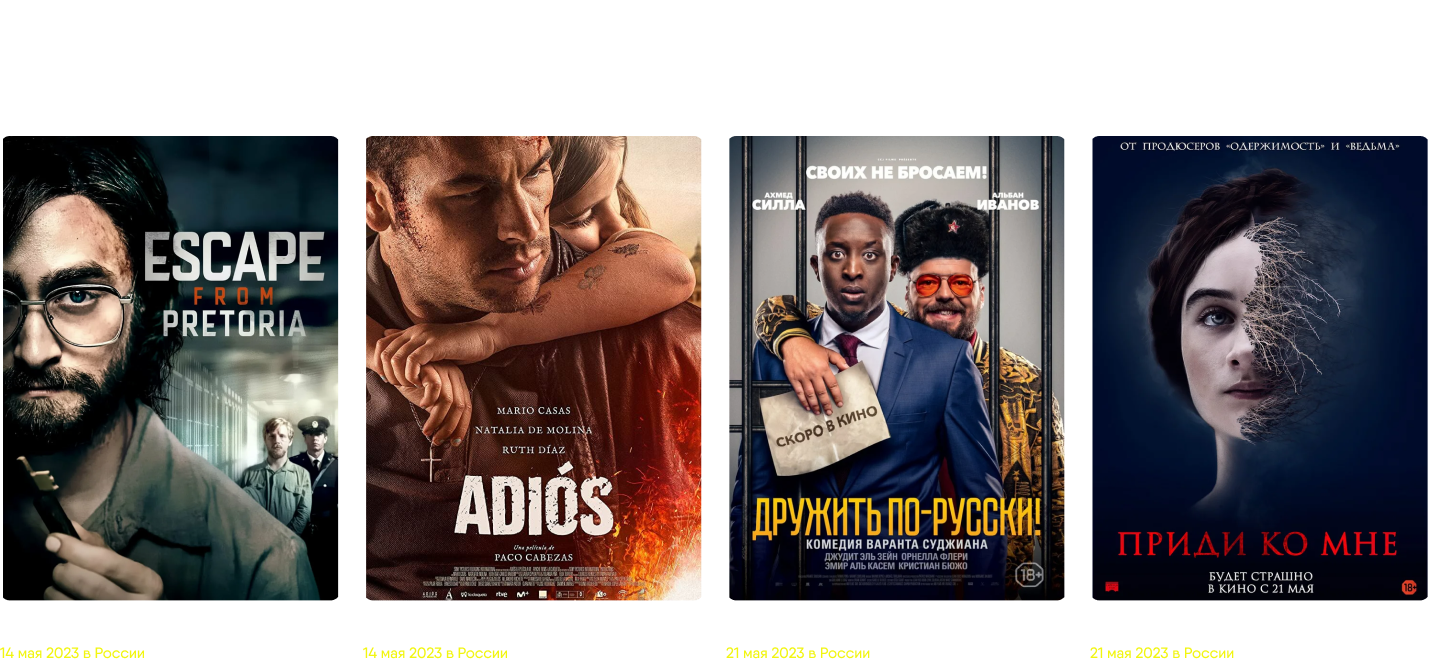 ESCAPE
FROM
PRETORIA
MARIO CASAS
NATALIA DE MOLINA
RUTH DÍAZ
ADIÓS
Una película de
PACO CABEZAS
rtve
M+
СВОИХ НЕ БРОСАЕМ!
АХМЕД
СИЛЛА
АЛЬБАН
ИВАНОВ
СКОРО В КИНО
ДРУЖИТЬ ПО-РУССКИ!
КОМЕДИЯ ВАРАНТА СУДЖИАНА
ДЖУДИТ ЭЛЬ ЗЕЙН ОРНЕЛЛА ФЛЕРИ
ЭМИР АЛЬ КАСЕМ КРИСТИАН БЮЖО
18+
ОТ ПРОДЮСЕРОВ «ОДЕРЖИМОСТЬ» И «ВЕДЬМА»
ПРИДИ КО МНЕ
БУДЕТ СТРАШНО
В КИНО С 21 МАЯ
18+
14 мая 2023 в России
14 мая 2023 в России
21 мая 2023 в России
21 мая 2023 в России